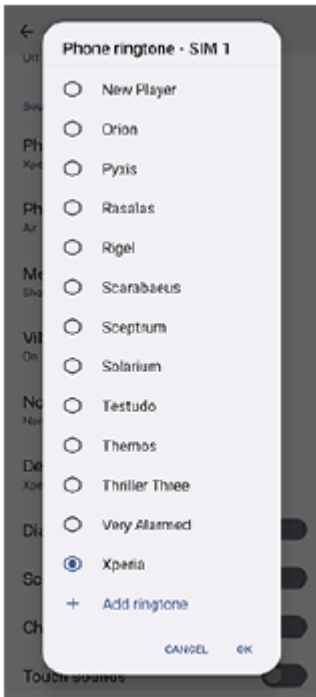 Phone ringtone - SIM 1
New Player
Orion
Pyxis
Rasalas
Rigel
Scarabaeus
Sceptrum
Solarium
Testudo
Themos
Thriller Three
Very Alarmed
Xperia
+ Add ringtone
CANCEL OK
Touch sounds